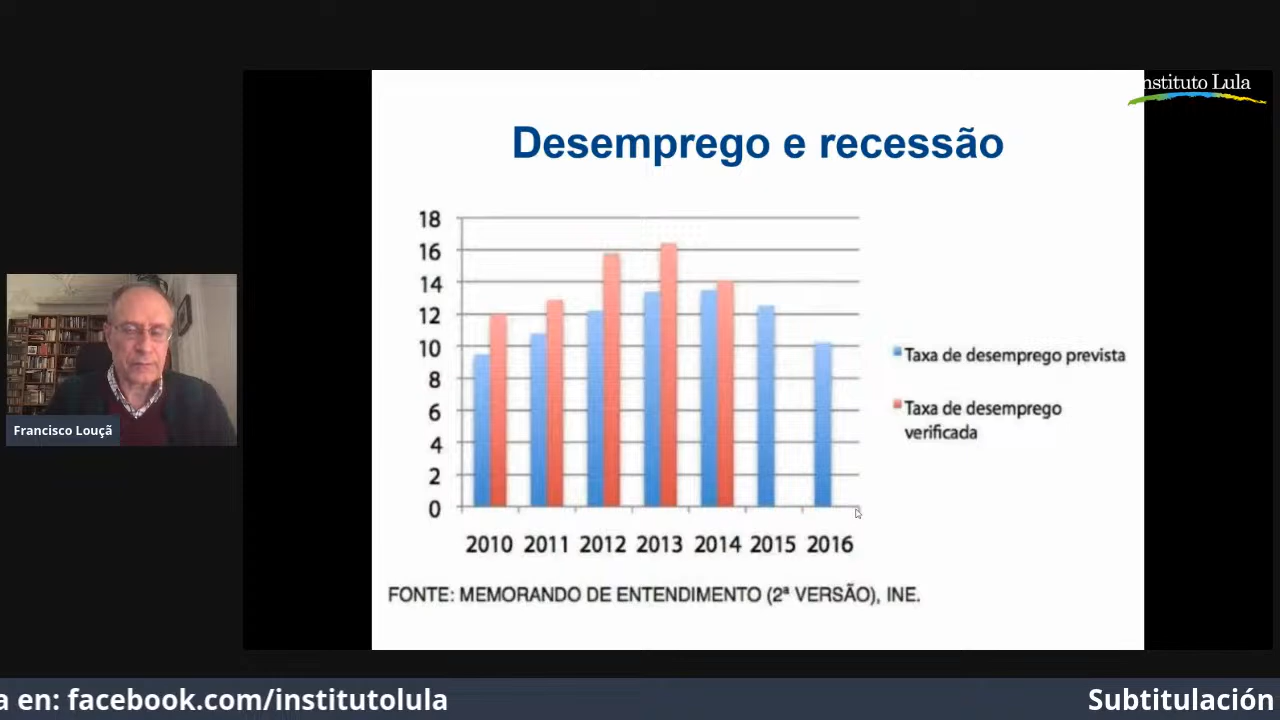 nstituto Lula
Desemprego e recessão
18
16
14
12
10
8
6
4
2
0
2010 2011 2012 2013 2014 2015 2016
Taxa de desemprego prevista
Taxa de desemprego
verificada
FONTE: MEMORANDO DE ENTENDIMENTO (2ª VERSÃO), INE.
Francisco Louçã
a en: facebook.com/institutolula
Subtitulación